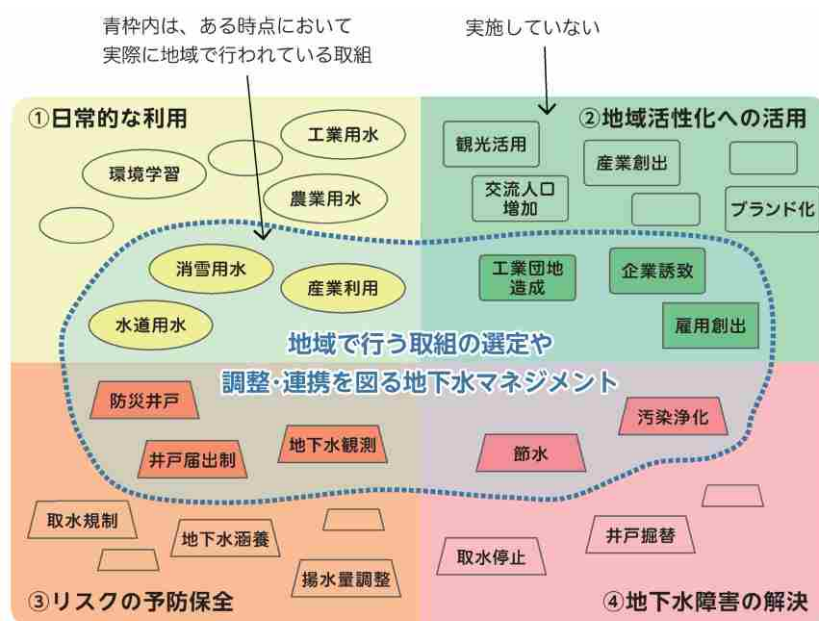 青枠内は、ある時点において
実際に地域で行われている取組
実施していない
①日常的な利用
工業用水
環境学習
農業用水
消雪用水
産業利用
水道用水
②地域活性化への活用
観光活用
産業創出
交流人口
増加
ブランド化
工業団地
造成
企業誘致
雇用創出
地域で行う取組の選定や
調整・連携を図る地下水マネジメント
防災井戸
井戸届出制
地下水観測
取水規制
地下水涵養
揚水量調整
③リスクの予防保全
汚染浄化
節水
井戸掘替
取水停止
④地下水障害の解決